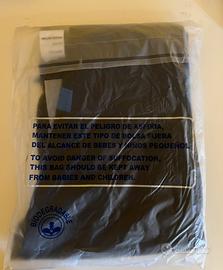 PARA EVITAR EL PELIGRO DE ASFIXIA,
MANTENER ESTE TIPO DE BOLSA FUERA
DEL ALCANCE DE BEBES Y NIÑOS PEQUEÑOS.
TO AVOID DANGER OF SUFFOCATION,
THIS BAG SHOULD BE KEPT AWAY
FROM BABIES AND CHILDREN.
BIODEGRADABLE